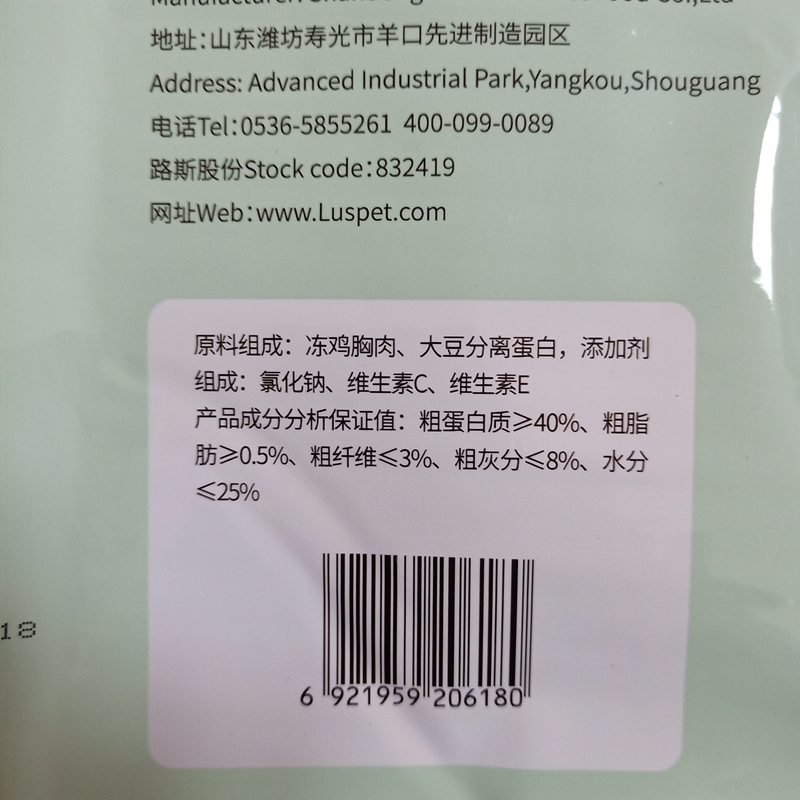 地址：山东潍坊寿光市羊口先进制造园区
Address: Advanced Industrial Park,Yangkou,Shouguang
电话Tel：0536-5855261 400-099-0089
路斯股份Stock code：832419
网址Web：www.Luspet.com
原料组成：冻鸡胸肉、大豆分离蛋白，添加剂
组成：氯化钠、维生素C、维生素E
产品成分分析保证值：粗蛋白质≥40%、粗脂
肪≥0.5%、粗纤维≤3%、粗灰分≤8%、水分
≤25%
18
6 921959 206180